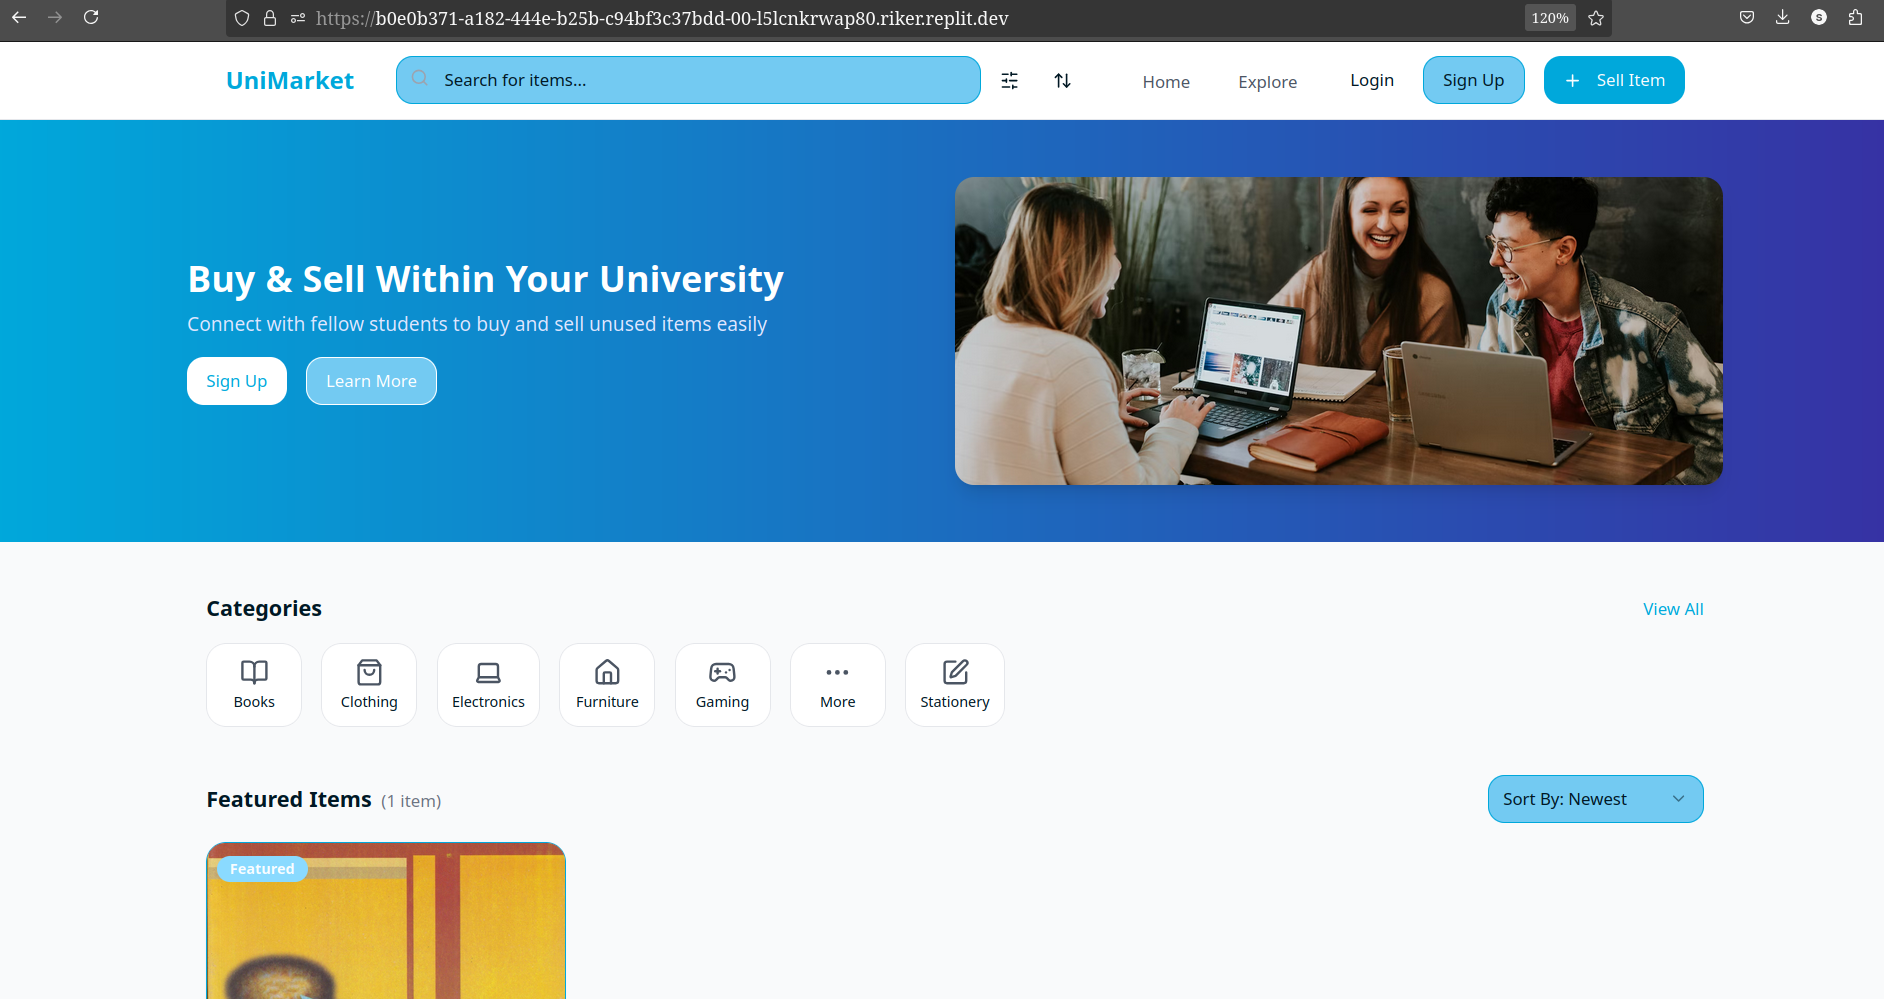 https://b0e0b371-a182-444e-b25b-c94bf3c37bdd-00-l5lcnkrwap80.riker.replit.dev
120%
S
UniMarket
Search for items...
Home
Explore
Login
Sign Up
Sell Item
Buy & Sell Within Your University
Connect with fellow students to buy and sell unused items easily
Sign Up
Learn More
Categories
View All
Books
Clothing
Electronics
Furniture
Gaming
More
Stationery
Featured Items (1 item)
Sort By: Newest
Featured